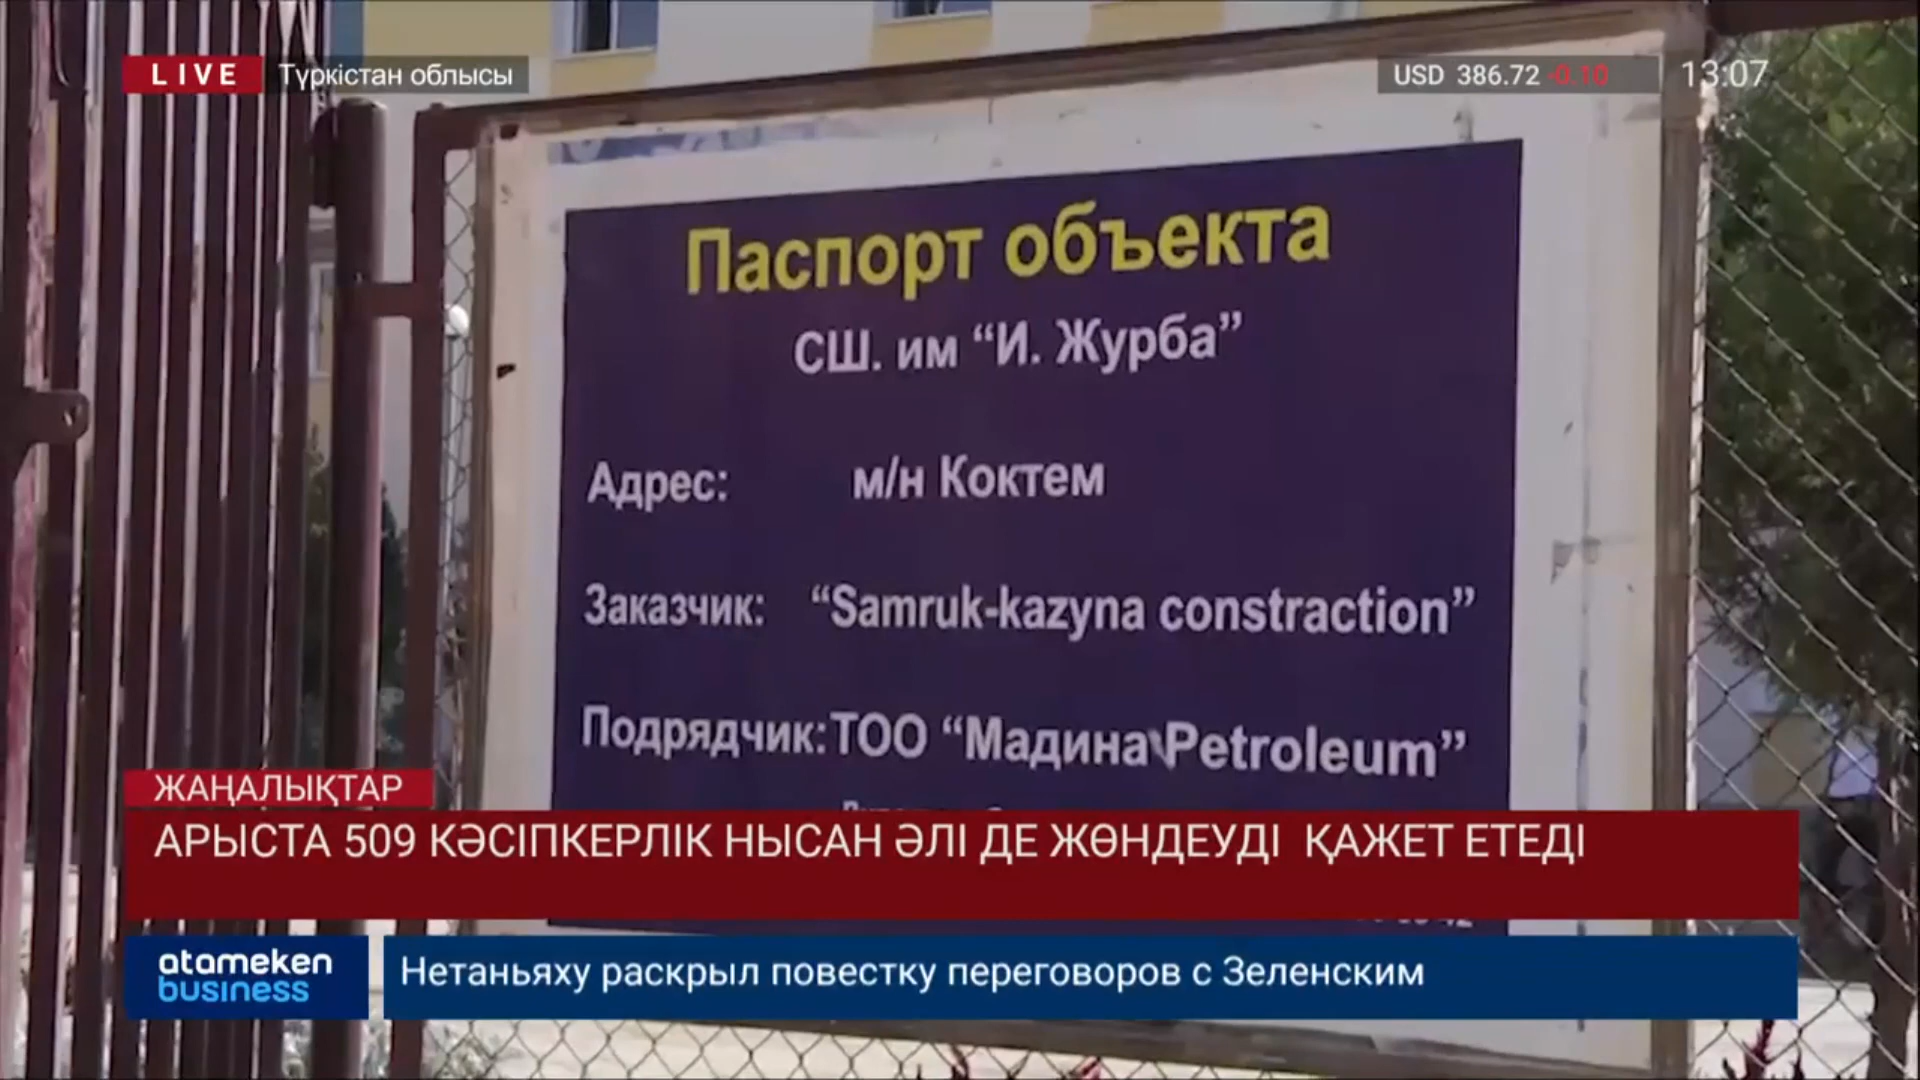 LIVE
Түркістан облысы
USD 386.72 -0.10
13:07
Паспорт объекта
СШ. им “И. Журба”
Адрес: м/н Коктем
Заказчик: “Samruk-kazyna constraction”
Подрядчик: ТОО “Мадина Petroleum”
ЖАҢАЛЫҚТАР
АРЫСТА 509 КӘСІПКЕРЛІК НЫСАН ӘЛІ ДЕ ЖӨНДЕУДІ ҚАЖЕТ ЕТЕДІ
atameken
business
Нетаньяху раскрыл повестку переговоров с Зеленским